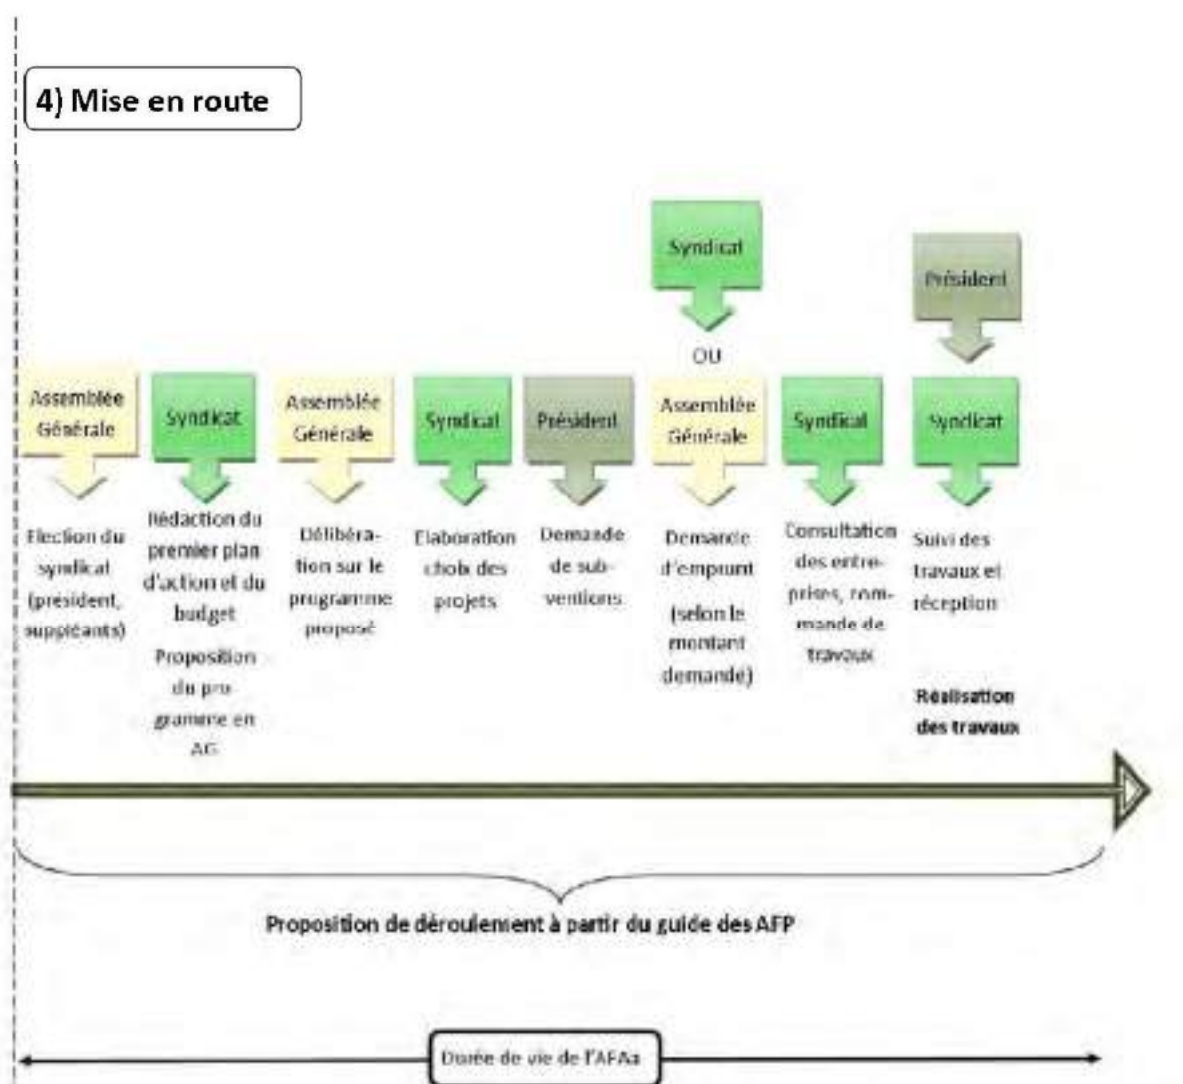 4) Mise en route
Syndicat
Président
OU
Assemblée
Générale
Syndicat
Assemblée
Générale
Syndicat
Président
Assemblée
Générale
Syndicat
Syndicat
Election du
syndicat
(président,
suppléants)
Rédaction du
premier plan
d'action et du
budget
Proposition
du pro
gramme en
AG
Délibéra-
tion sur le
programme
proposé
Elaboration
choix des
projets
Demande
de sub-
ventions
Demande
d'emprunt
(selon le
montant
demandé)
Consultation
des entre-
prises, com-
mande de
travaux
Suivi des
travaux et
réception
Réalisation
des travaux
Proposition de déroulement à partir du guide des AFP
Durée de vie de l'AFAa